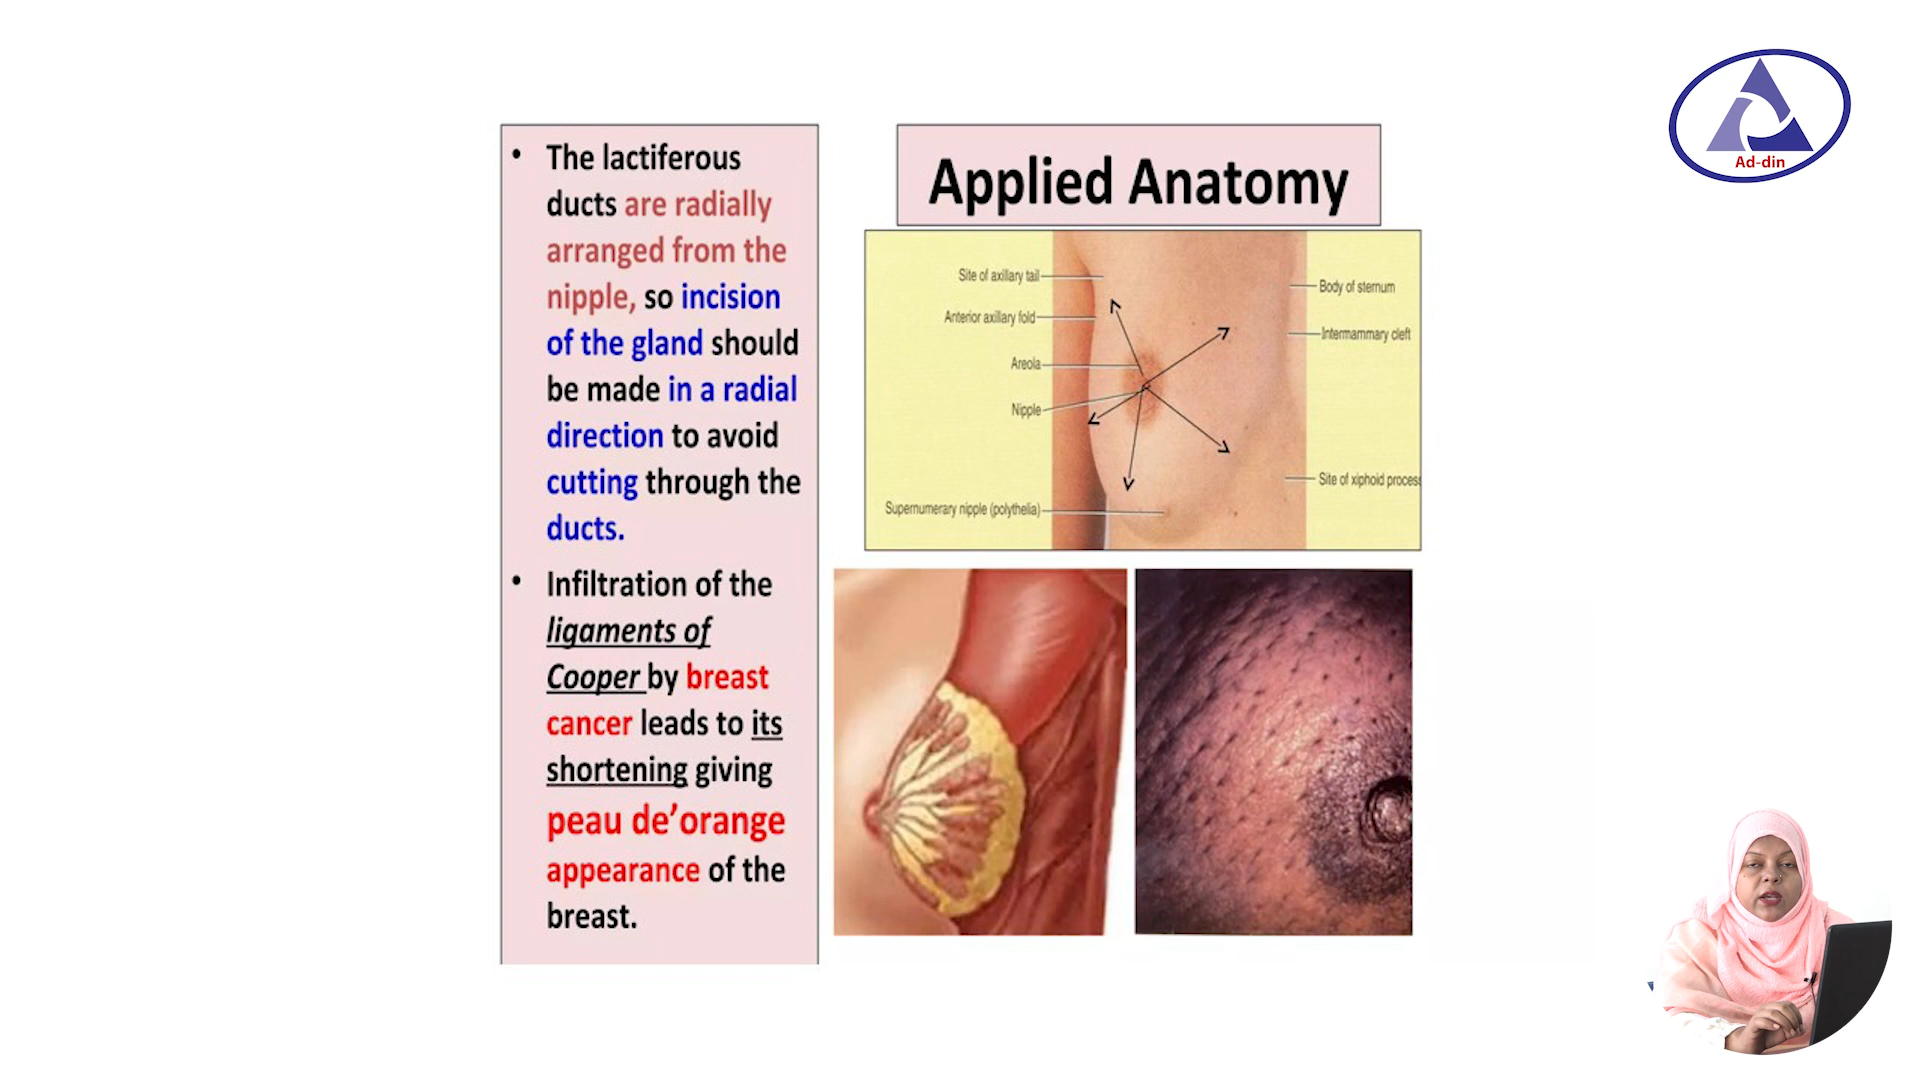 • The lactiferous
ducts are radially
arranged from the
nipple, so incision
of the gland should
be made in a radial
direction to avoid
cutting through the
ducts.
• Infiltration of the
ligaments of
Cooper by breast
cancer leads to its
shortening giving
peau de’orange
appearance of the
breast.
Applied Anatomy
Site of axillary tail
Anterior axillary fold
Areola
Nipple
Supernumerary nipple (polythelia)
Body of sternum
Intermammary cleft
Site of xiphoid process
Ad-din